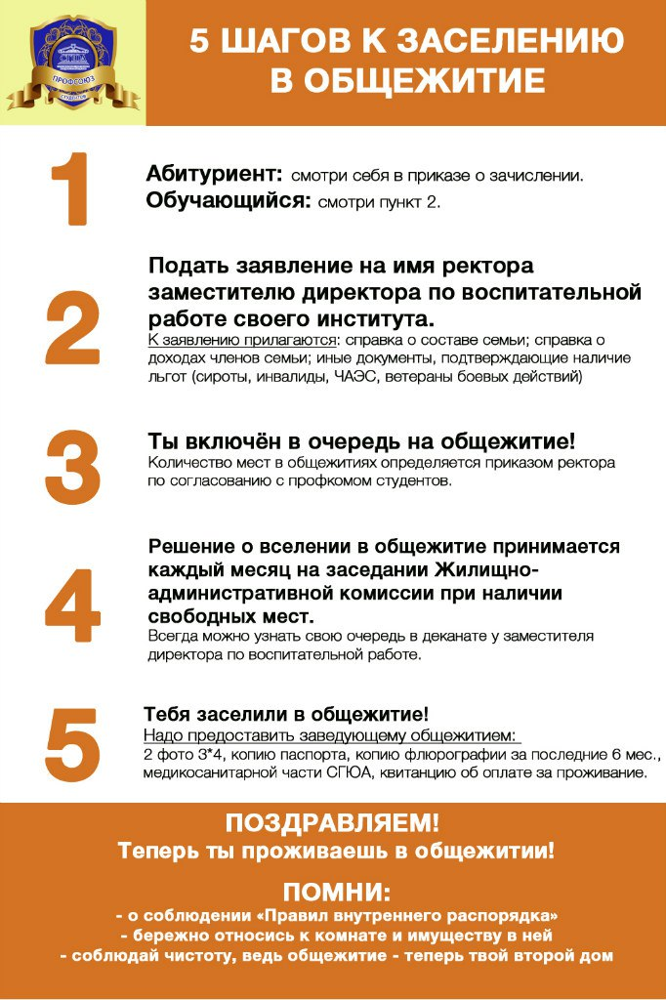 СГЮА
ПРОФСОЮЗ
СТУДЕНТОВ
5 ШАГОВ К ЗАСЕЛЕНИЮ
В ОБЩЕЖИТИЕ
1
Абитуриент: смотри себя в приказе о зачислении.
Обучающийся: смотри пункт 2.
2
Подать заявление на имя ректора
заместителю директора по воспитательной
работе своего института.
К заявлению прилагаются: справка о составе семьи; справка о
доходах членов семьи; иные документы, подтверждающие наличие
льгот (сироты, инвалиды, ЧАЭС, ветераны боевых действий)
3
Ты включён в очередь на общежитие!
Количество мест в общежитиях определяется приказом ректора
по согласованию с профкомом студентов.
4
Решение о вселении в общежитие принимается
каждый месяц на заседании Жилищно-
административной комиссии при наличии
свободных мест.
Всегда можно узнать свою очередь в деканате у заместителя
директора по воспитательной работе.
5
Тебя заселили в общежитие!
Надо предоставить заведующему общежитием:
2 фото 3*4, копию паспорта, копию флюрографии за последние 6 мес.,
медикосанитарной части СГЮА, квитанцию об оплате за проживание.
ПОЗДРАВЛЯЕМ!
Теперь ты проживаешь в общежитии!
ПОМНИ:
- о соблюдении «Правил внутреннего распорядка»
- бережно относись к комнате и имуществу в ней
- соблюдай чистоту, ведь общежитие - теперь твой второй дом